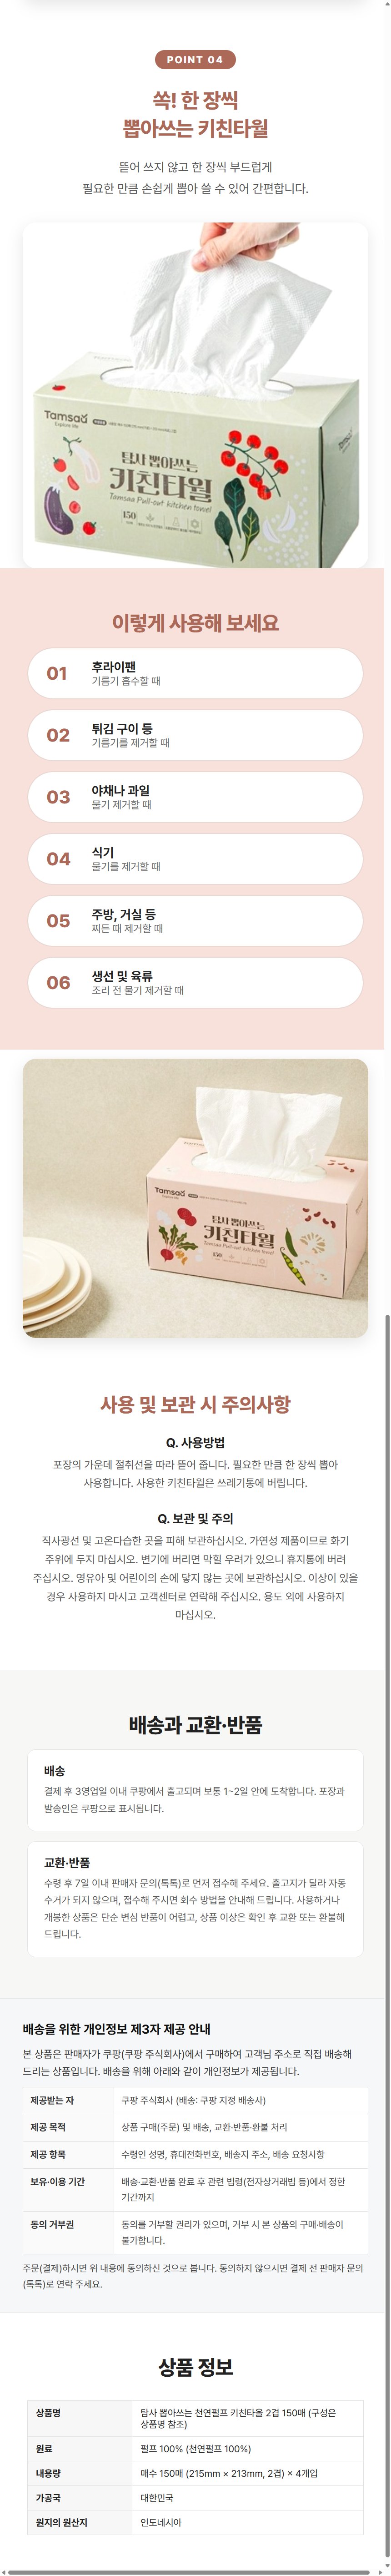 POINT 04
쏙! 한 장씩
뽑아쓰는 키친타월
뜯어 쓰지 않고 한 장씩 부드럽게
필요한 만큼 손쉽게 뽑아 쓸 수 있어 간편합니다.
Tamsaa
Explore life
탐사 뽑아쓰는
키친타월
Tamsaa Pull-out kitchen towel
150
이렇게 사용해 보세요
01 후라이팬
기름기 흡수할 때
02 튀김 구이 등
기름기를 제거할 때
03 야채나 과일
물기 제거할 때
04 식기
물기를 제거할 때
05 주방, 거실 등
찌든 때 제거할 때
06 생선 및 육류
조리 전 물기 제거할 때
Tamsaa
탐사 뽑아쓰는
키친타월
Tamsaa Pull-out kitchen towel
150
사용 및 보관 시 주의사항
Q. 사용방법
포장의 가운데 절취선을 따라 뜯어 줍니다. 필요한 만큼 한 장씩 뽑아
사용합니다. 사용한 키친타월은 쓰레기통에 버립니다.
Q. 보관 및 주의
직사광선 및 고온다습한 곳을 피해 보관하십시오. 가연성 제품이므로 화기
주위에 두지 마십시오. 변기에 버리면 막힐 우려가 있으니 휴지통에 버려
주십시오. 영유아 및 어린이의 손에 닿지 않는 곳에 보관하십시오. 이상이 있을
경우 사용하지 마시고 고객센터로 연락해 주십시오. 용도 외에 사용하지
마십시오.
배송과 교환·반품
배송
결제 후 3영업일 이내 쿠팡에서 출고되며 보통 1~2일 안에 도착합니다. 포장과
발송인은 쿠팡으로 표시됩니다.
교환·반품
수령 후 7일 이내 판매자 문의(톡톡)로 먼저 접수해 주세요. 출고지가 달라 자동
수거가 되지 않으며, 접수해 주시면 회수 방법을 안내해 드립니다. 사용하거나
개봉한 상품은 단순 변심 반품이 어렵고, 상품 이상은 확인 후 교환 또는 환불해
드립니다.
배송을 위한 개인정보 제3자 제공 안내
본 상품은 판매자가 쿠팡(쿠팡 주식회사)에서 구매하여 고객님 주소로 직접 배송해
드리는 상품입니다. 배송을 위해 아래와 같이 개인정보가 제공됩니다.
제공받는 자 쿠팡 주식회사 (배송: 쿠팡 지정 배송사)
제공 목적 상품 구매(주문) 및 배송, 교환·반품·환불 처리
제공 항목 수령인 성명, 휴대전화번호, 배송지 주소, 배송 요청사항
보유·이용 기간 배송·교환·반품 완료 후 관련 법령(전자상거래법 등)에서 정한
기간까지
동의 거부권 동의를 거부할 권리가 있으며, 거부 시 본 상품의 구매·배송이
불가합니다.
주문(결제)하시면 위 내용에 동의하신 것으로 봅니다. 동의하지 않으시면 결제 전 판매자 문의
(톡톡)로 연락 주세요.
상품 정보
상품명 탐사 뽑아쓰는 천연펄프 키친타올 2겹 150매 (구성은
상품명 참조)
원료 펄프 100% (천연펄프 100%)
내용량 매수 150매 (215mm × 213mm, 2겹) × 4개입
가공국 대한민국
원지의 원산지 인도네시아